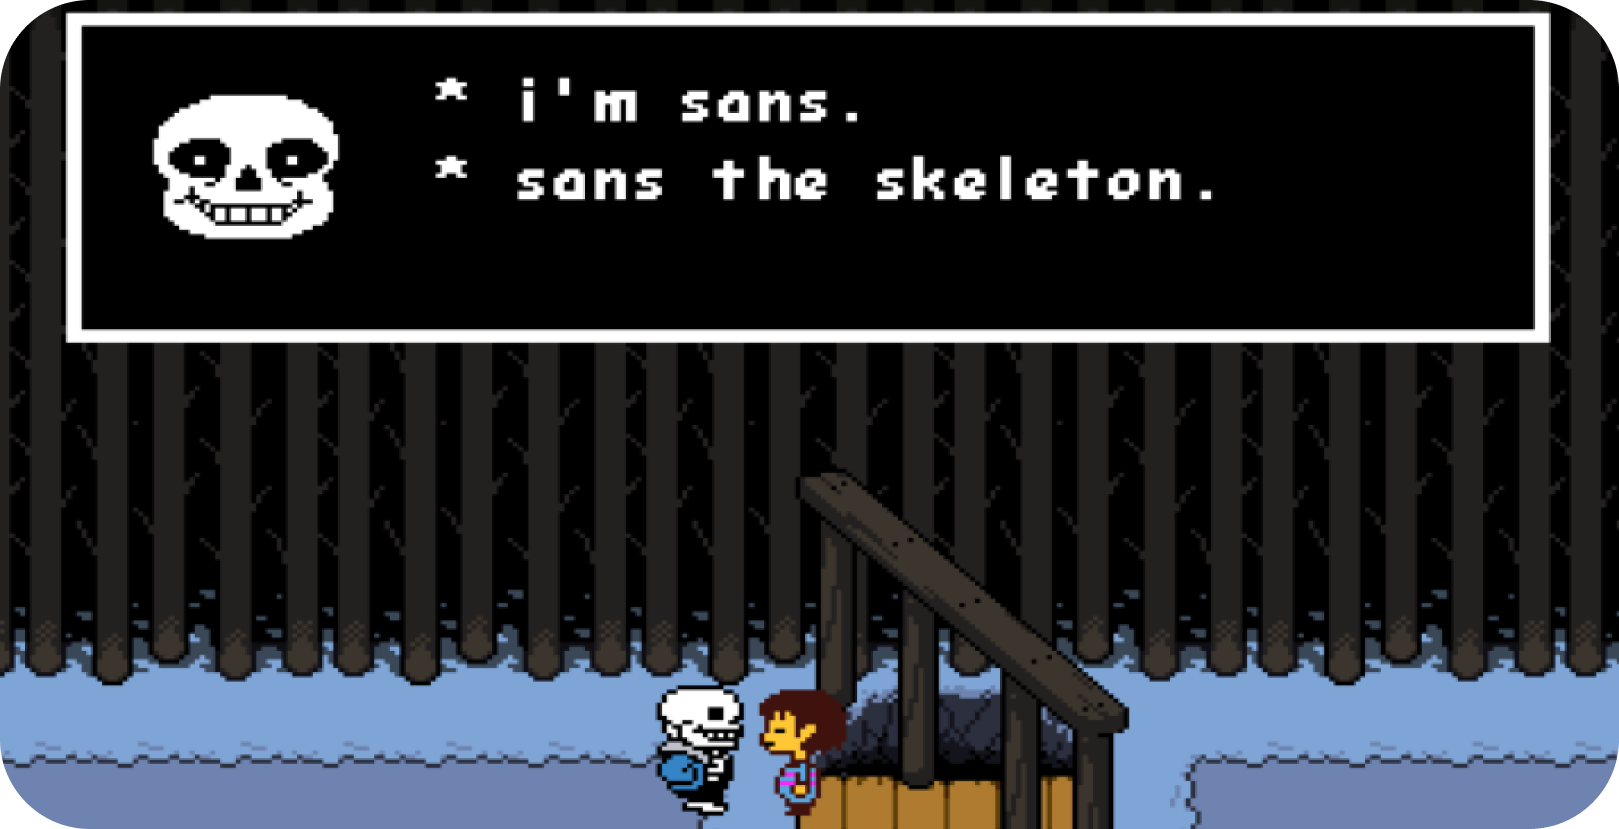 * i'm sans.
* sans the skeleton.